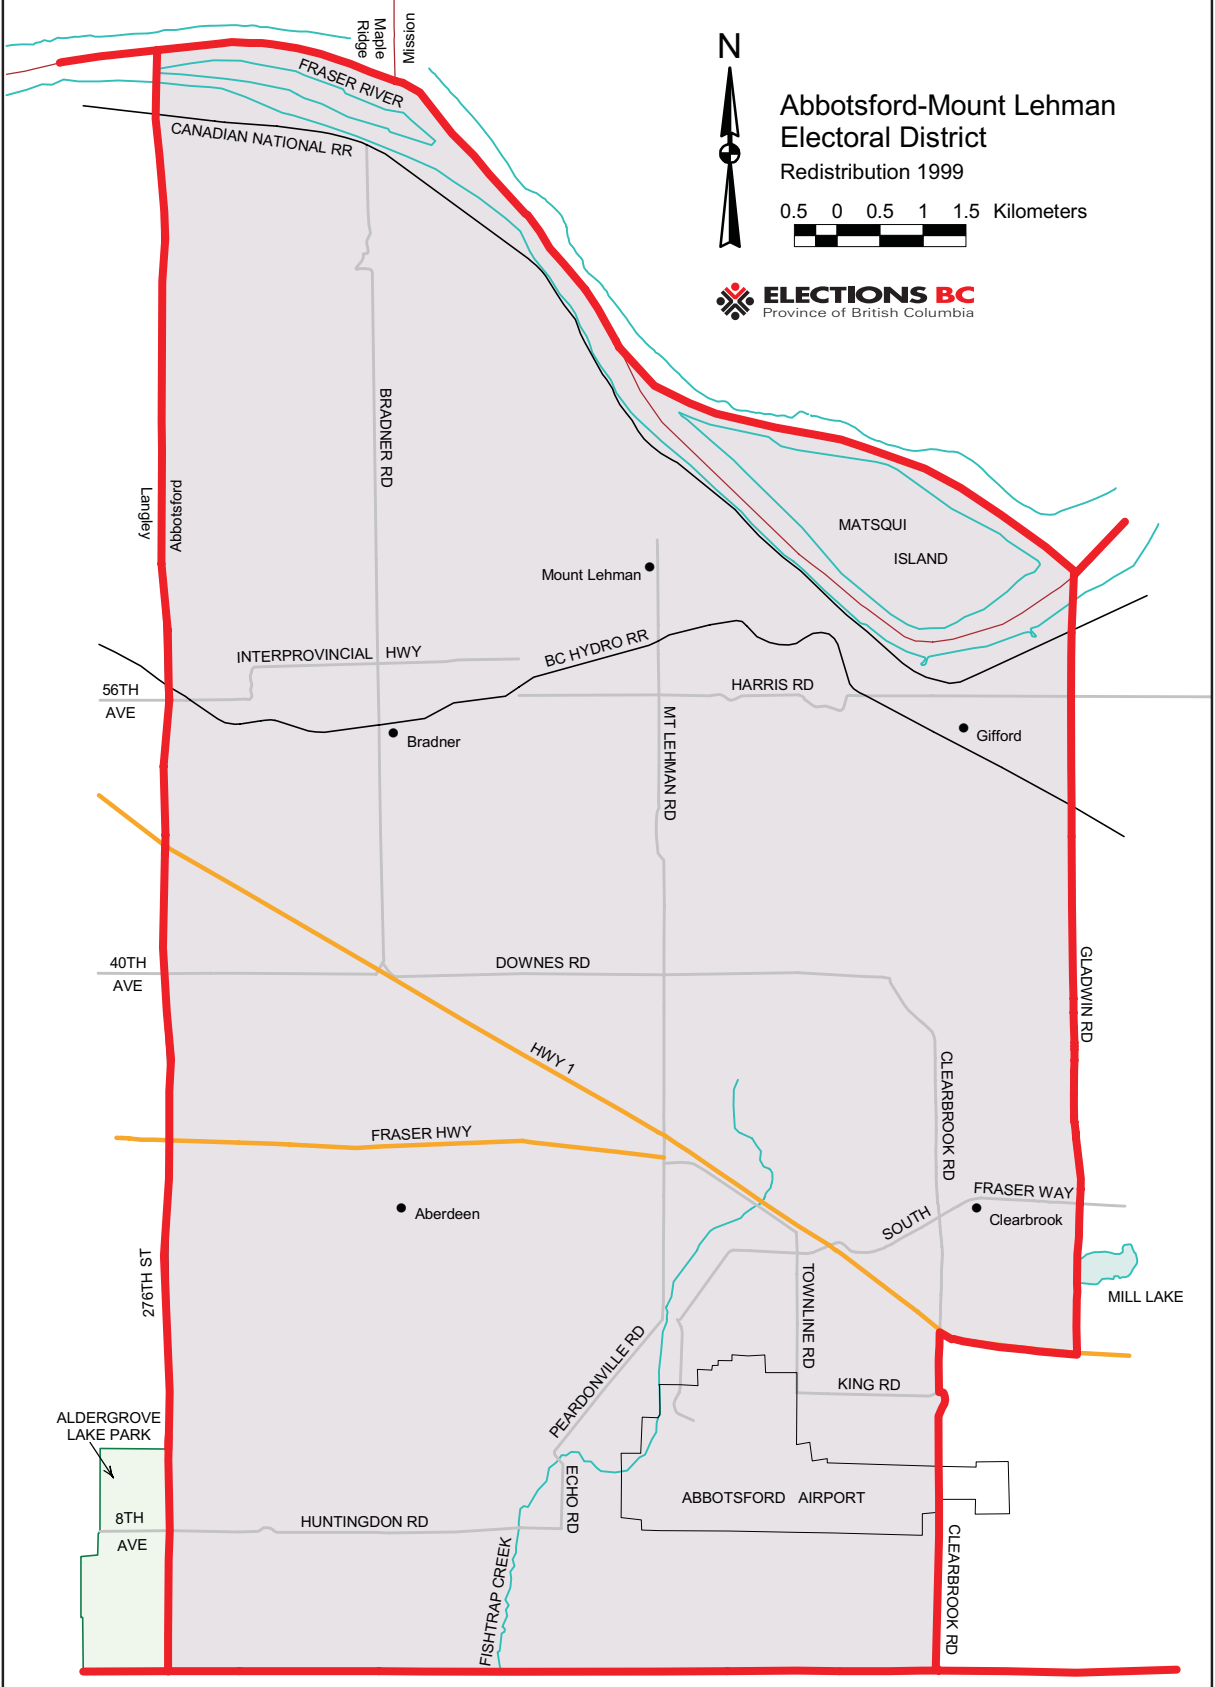 Maple
Ridge
Mission
N
Abbotsford-Mount Lehman
Electoral District
Redistribution 1999
0.5 0 0.5 1 1.5 Kilometers
ELECTIONS BC
Province of British Columbia
FRASER RIVER
CANADIAN NATIONAL RR
BRADNER RD
Langley
Abbotsford
MATSQUI
ISLAND
Mount Lehman
INTERPROVINCIAL HWY
BC HYDRO RR
HARRIS RD
56TH
AVE
Bradner
MT LEHMAN RD
Gifford
40TH
AVE
DOWNES RD
GLADWIN RD
HWY 1
CLEARBROOK RD
FRASER HWY
FRASER WAY
SOUTH
Aberdeen
Clearbrook
276TH ST
TOWNLINE RD
MILL LAKE
PEARDONVILLE RD
KING RD
ALDERGROVE
LAKE PARK
ECHO RD
ABBOTSFORD AIRPORT
8TH
AVE
HUNTINGDON RD
FISHTRAP CREEK
CLEARBROOK RD